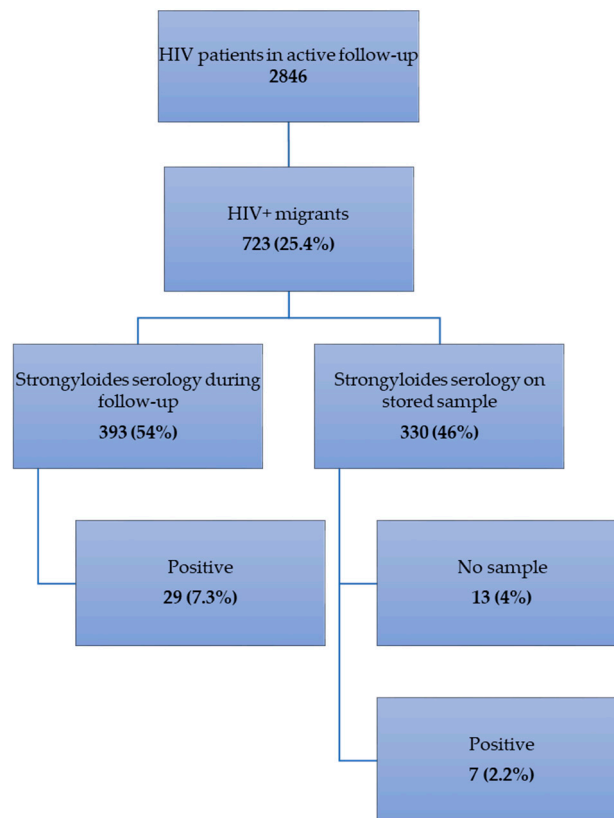 HIV patients in active follow-up
2846
HIV+ migrants
723 (25.4%)
Strongyloides serology during
follow-up
393 (54%)
Strongyloides serology on
stored sample
330 (46%)
Positive
29 (7.3%)
No sample
13 (4%)
Positive
7 (2.2%)